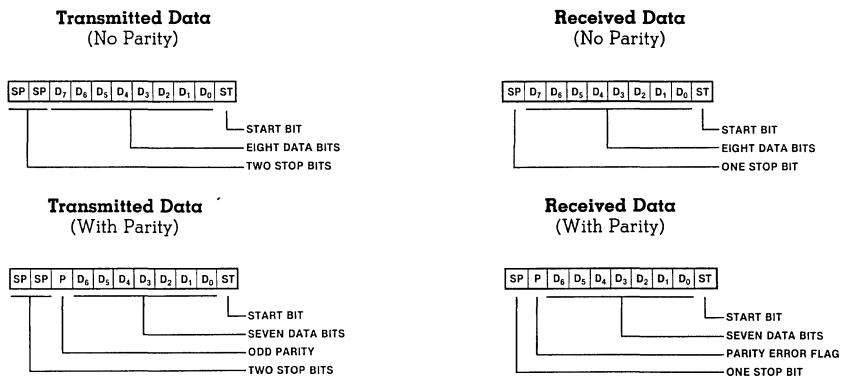 Transmitted Data
(No Parity)
SP SP D7 D6 D5 D4 D3 D2 D1 D0 ST
START BIT
EIGHT DATA BITS
TWO STOP BITS
Received Data
(No Parity)
SP D7 D6 D5 D4 D3 D2 D1 D0 ST
START BIT
EIGHT DATA BITS
ONE STOP BIT
Transmitted Data
(With Parity)
SP SP P D6 D5 D4 D3 D2 D1 D0 ST
START BIT
SEVEN DATA BITS
ODD PARITY
TWO STOP BITS
Received Data
(With Parity)
SP P D6 D5 D4 D3 D2 D1 D0 ST
START BIT
SEVEN DATA BITS
PARITY ERROR FLAG
ONE STOP BIT